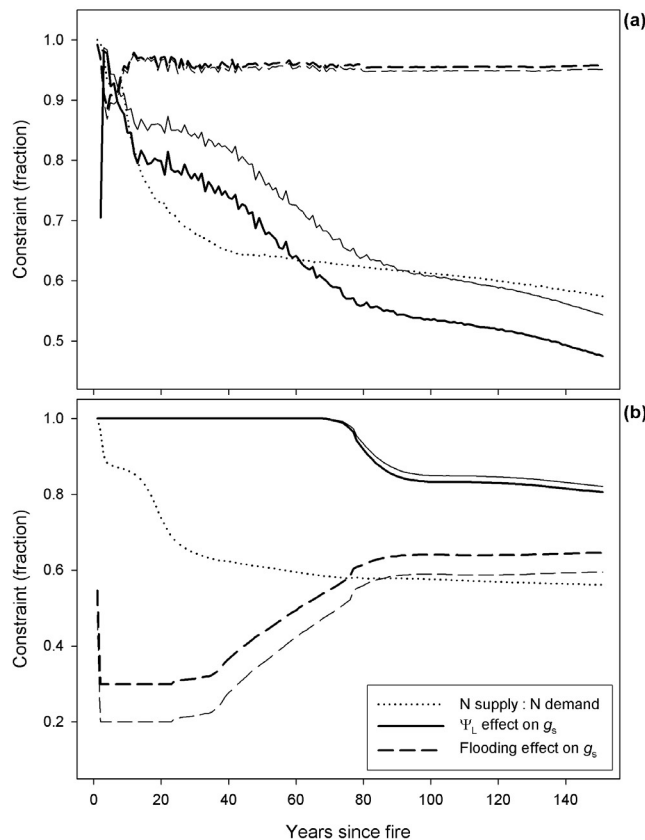 (a)
1.0
0.9
0.8
0.7
0.6
0.5
Constraint (fraction)
(b)
1.0
0.8
0.6
0.4
0.2
Constraint (fraction)
N supply : N demand
ΨL effect on gs
Flooding effect on gs
0 20 40 60 80 100 120 140
Years since fire